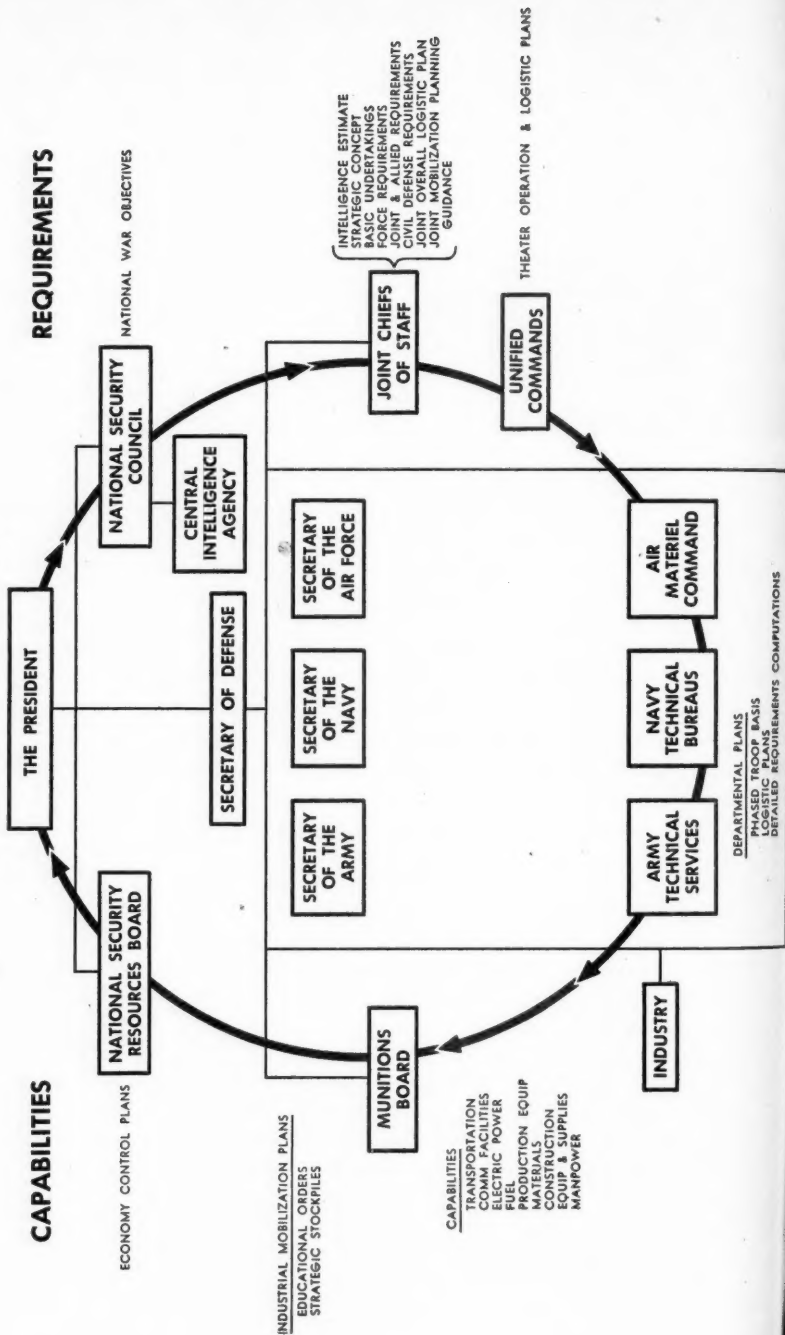 CAPABILITIES
REQUIREMENTS
THE PRESIDENT
NATIONAL SECURITY
RESOURCES BOARD
ECONOMY CONTROL PLANS
NATIONAL SECURITY
COUNCIL
NATIONAL WAR OBJECTIVES
CENTRAL
INTELLIGENCE
AGENCY
SECRETARY OF DEFENSE
INDUSTRIAL MOBILIZATION PLANS
EDUCATIONAL ORDERS
STRATEGIC STOCKPILES
MUNITIONS
BOARD
SECRETARY
OF THE
ARMY
SECRETARY
OF THE
NAVY
SECRETARY
OF THE
AIR FORCE
JOINT CHIEFS
OF STAFF
INTELLIGENCE ESTIMATE
STRATEGIC CONCEPT
BASIC UNDERTAKINGS
FORCE REQUIREMENTS
JOINT & ALLIED REQUIREMENTS
CIVIL DEFENSE REQUIREMENTS
JOINT OVERALL LOGISTIC PLAN
JOINT MOBILIZATION PLANNING
GUIDANCE
CAPABILITIES
TRANSPORTATION
COMM FACILITIES
ELECTRIC POWER
FUEL
PRODUCTION EQUIP
MATERIALS
CONSTRUCTION
EQUIP & SUPPLIES
MANPOWER
UNIFIED
COMMANDS
THEATER OPERATION & LOGISTIC PLANS
INDUSTRY
ARMY
TECHNICAL
SERVICES
NAVY
TECHNICAL
BUREAUS
AIR
MATERIEL
COMMAND
DEPARTMENTAL PLANS
PHASED TROOP BASIS
LOGISTIC PLANS
DETAILED REQUIREMENTS COMPUTATIONS